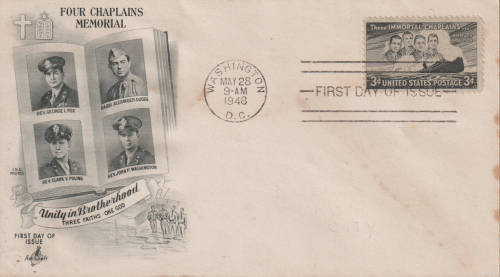 FOUR CHAPLAINS
MEMORIAL
REV. GEORGE L. FOX
RABBI ALEXANDER GOODE
REV. CLARK V. POLING
REV. JOHN P. WASHINGTON
Unity in Brotherhood
THREE FAITHS - ONE GOD
FIRST DAY OF
ISSUE
ArtCraft
WASHINGTON
MAY 28
9-AM
1948
D.C.
These IMMORTAL CHAPLAINS...
3¢ UNITED STATES POSTAGE 3¢
FIRST DAY OF ISSUE